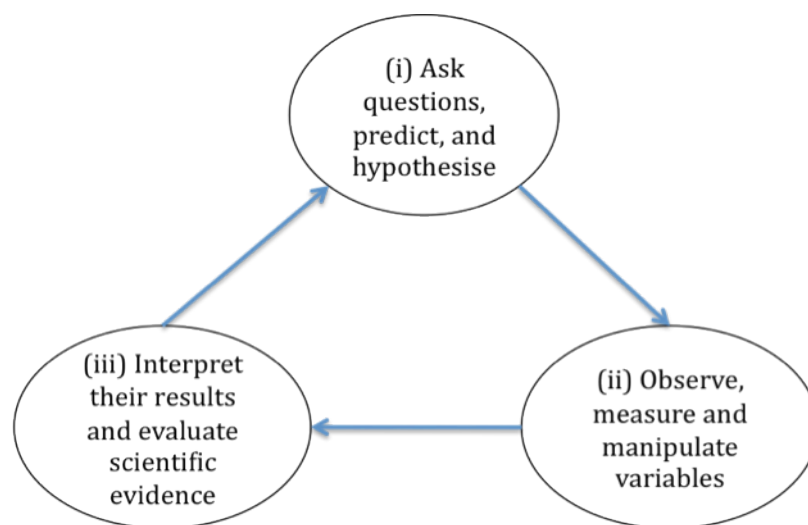 (i) Ask
questions,
predict, and
hypothesise
(ii) Observe,
measure and
manipulate
variables
(iii) Interpret
their results
and evaluate
scientific
evidence